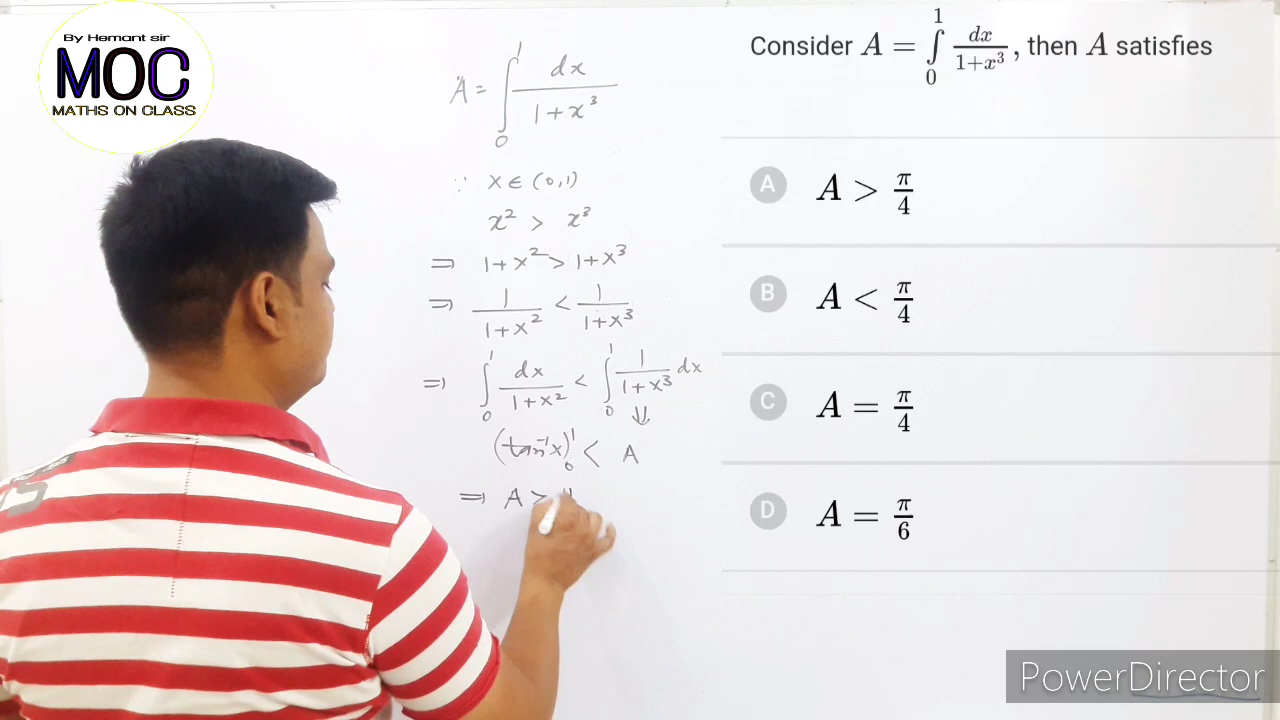 By Hemant sir
MOC
MATHS ON CLASS
A = ∫₀¹ dx / 1+x³
∵ x ∈ (0,1)
x² > x³
⇒ 1+x² > 1+x³
⇒ 1/1+x² < 1/1+x³
⇒ ∫₀¹ dx/1+x² < ∫₀¹ 1/1+x³ dx
⇓
(tan⁻¹x)₀¹ < A
⇒ A >
Consider A = ∫₀¹ dx/1+x³, then A satisfies
A A > π/4
B A < π/4
C A = π/4
D A = π/6
PowerDirector